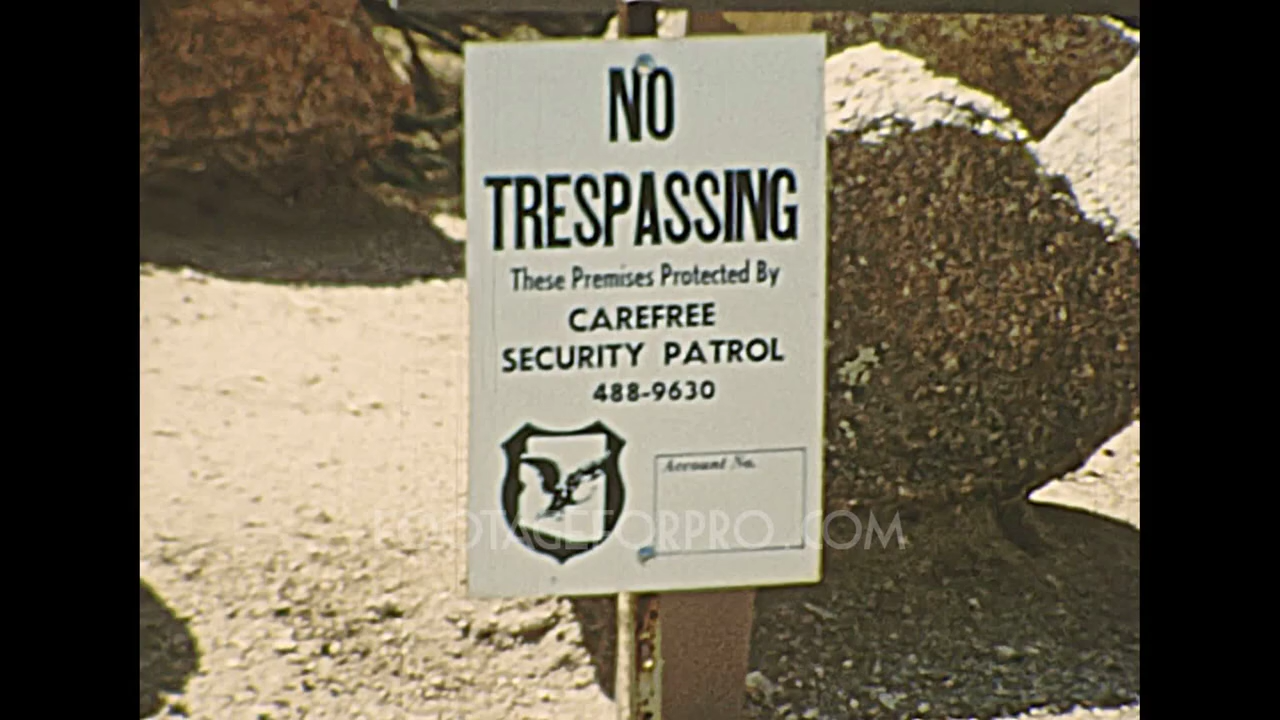 NO
TRESPASSING
These Premises Protected By
CAREFREE
SECURITY PATROL
488-9630
Account No.
FOOTAGEFORPRO.COM